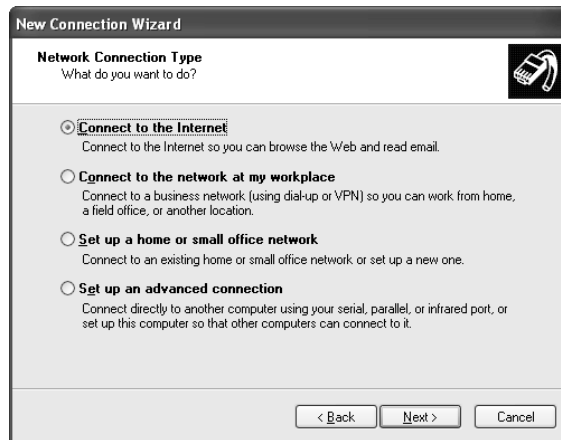 New Connection Wizard
Network Connection Type
What do you want to do?
Connect to the Internet
Connect to the Internet so you can browse the Web and read email.
Connect to the network at my workplace
Connect to a business network (using dial-up or VPN) so you can work from home,
a field office, or another location.
Set up a home or small office network
Connect to an existing home or small office network or set up a new one.
Set up an advanced connection
Connect directly to another computer using your serial, parallel, or infrared port, or
set up this computer so that other computers can connect to it.
< Back Next > Cancel